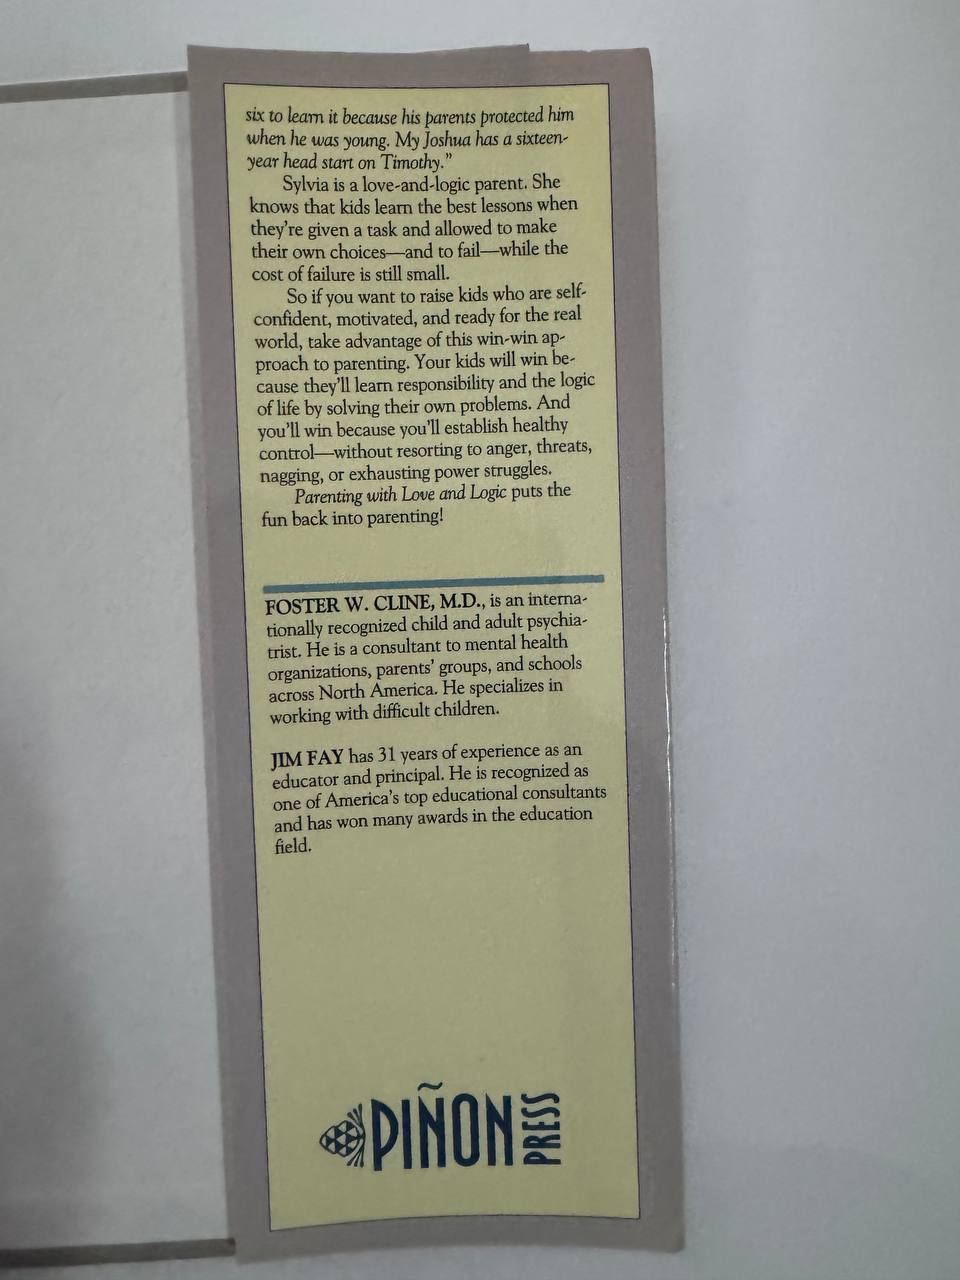 six to learn it because his parents protected him
when he was young. My Joshua has a sixteen-
year head start on Timothy."
Sylvia is a love-and-logic parent. She
knows that kids learn the best lessons when
they're given a task and allowed to make
their own choices—and to fail—while the
cost of failure is still small.
So if you want to raise kids who are self-
confident, motivated, and ready for the real
world, take advantage of this win-win ap-
proach to parenting. Your kids will win be-
cause they'll learn responsibility and the logic
of life by solving their own problems. And
you'll win because you'll establish healthy
control—without resorting to anger, threats,
nagging, or exhausting power struggles.
Parenting with Love and Logic puts the
fun back into parenting!
FOSTER W. CLINE, M.D., is an interna-
tionally recognized child and adult psychia-
trist. He is a consultant to mental health
organizations, parents' groups, and schools
across North America. He specializes in
working with difficult children.
JIM FAY has 31 years of experience as an
educator and principal. He is recognized as
one of America's top educational consultants
and has won many awards in the education
field.
PIÑON PRESS